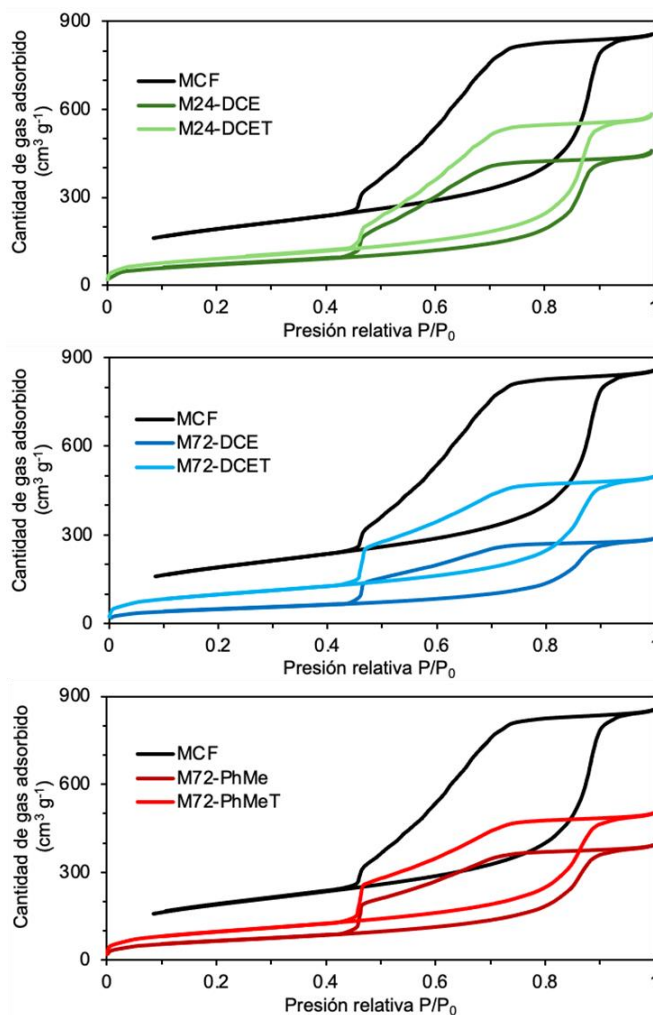 900
600
300
0
Cantidad de gas adsorbido
(cm³ g⁻¹)
MCF
M24-DCE
M24-DCET
0 0.2 0.4 0.6 0.8 1
Presión relativa P/P₀
900
600
300
0
Cantidad de gas adsorbido
(cm³ g⁻¹)
MCF
M72-DCE
M72-DCET
0 0.2 0.4 0.6 0.8 1
Presión relativa P/P₀
900
600
300
0
Cantidad de gas adsorbido
(cm³ g⁻¹)
MCF
M72-PhMe
M72-PhMeT
0 0.2 0.4 0.6 0.8 1
Presión relativa P/P₀